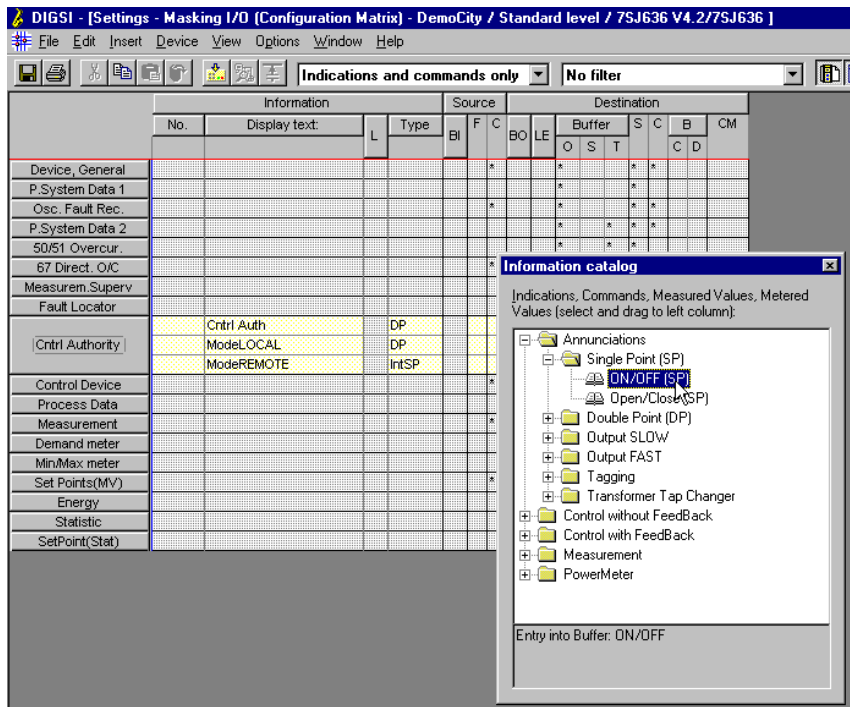 DIGSI - [Settings - Masking I/O (Configuration Matrix) - DemoCity / Standard level / 7SJ636 V4.2/7SJ636 ]
File Edit Insert Device View Options Window Help
Indications and commands only No filter
Information Source Destination
No. Display text: L Type BI F C BO LE Buffer S C B CM
O S T C D
Device, General * * * *
P.System Data 1 * *
Osc. Fault Rec. * * * *
P.System Data 2 * * * *
50/51 Overcur. * * *
67 Direct. O/C *
Measurem.Superv
Fault Locator
Cntrl Authority
Cntrl Auth DP
ModeLOCAL DP
ModeREMOTE IntSP
Control Device *
Process Data
Measurement *
Demand meter
Min/Max meter
Set Points(MV) *
Energy
Statistic
SetPoint(Stat)
Information catalog
Indications, Commands, Measured Values, Metered
Values (select and drag to left column):
Annunciations
Single Point (SP)
ON/OFF (SP)
Open/Close (SP)
Double Point (DP)
Output SLOW
Output FAST
Tagging
Transformer Tap Changer
Control without FeedBack
Control with FeedBack
Measurement
PowerMeter
Entry into Buffer: ON/OFF